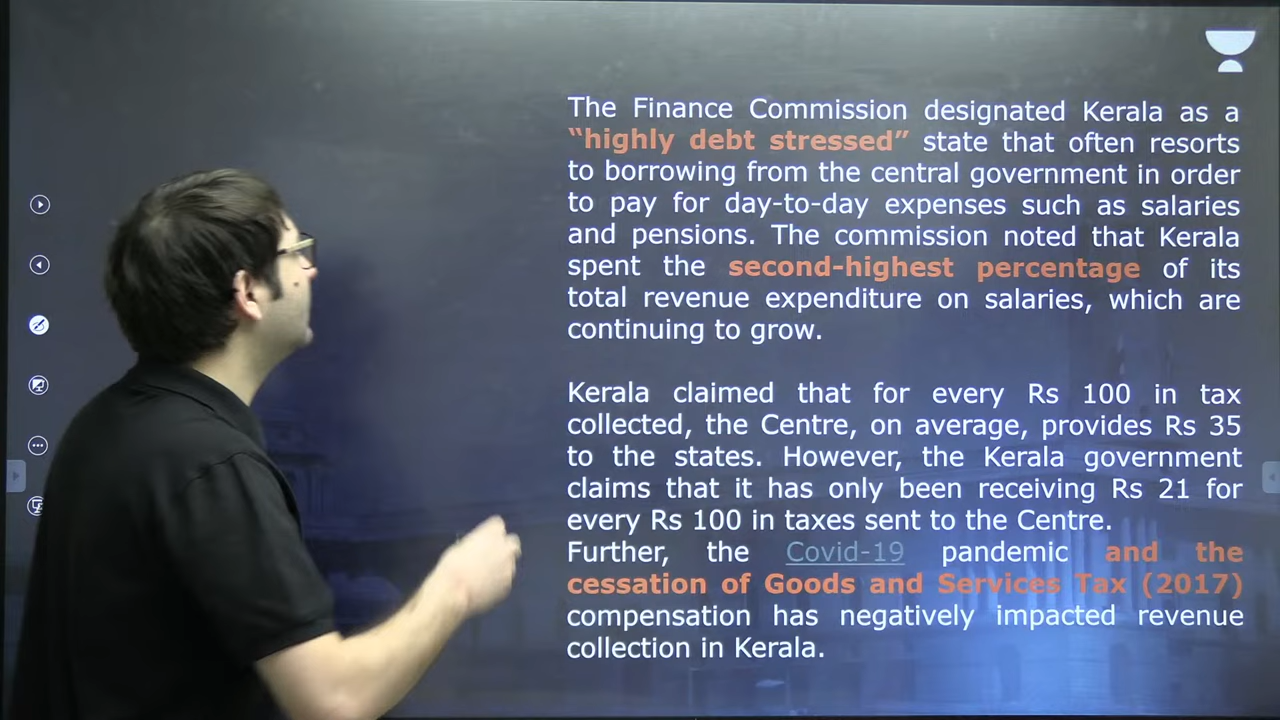 The Finance Commission designated Kerala as a
“highly debt stressed” state that often resorts
to borrowing from the central government in order
to pay for day-to-day expenses such as salaries
and pensions. The commission noted that Kerala
spent the second-highest percentage of its
total revenue expenditure on salaries, which are
continuing to grow.
Kerala claimed that for every Rs 100 in tax
collected, the Centre, on average, provides Rs 35
to the states. However, the Kerala government
claims that it has only been receiving Rs 21 for
every Rs 100 in taxes sent to the Centre.
Further, the Covid-19 pandemic and the
cessation of Goods and Services Tax (2017)
compensation has negatively impacted revenue
collection in Kerala.